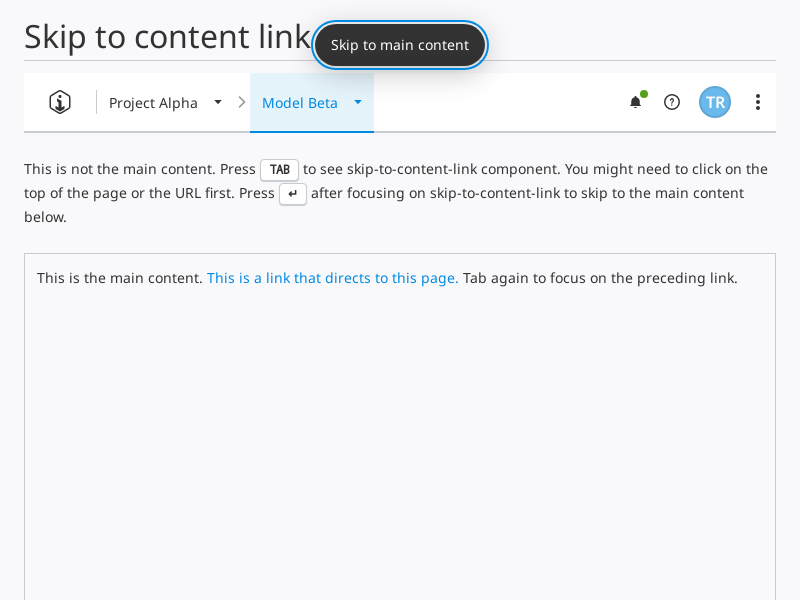 Skip to content link
Skip to main content
Project Alpha
Model Beta
TR
This is not the main content. Press TAB to see skip-to-content-link component. You might need to click on the
top of the page or the URL first. Press ↵ after focusing on skip-to-content-link to skip to the main content
below.
This is the main content. This is a link that directs to this page. Tab again to focus on the preceding link.